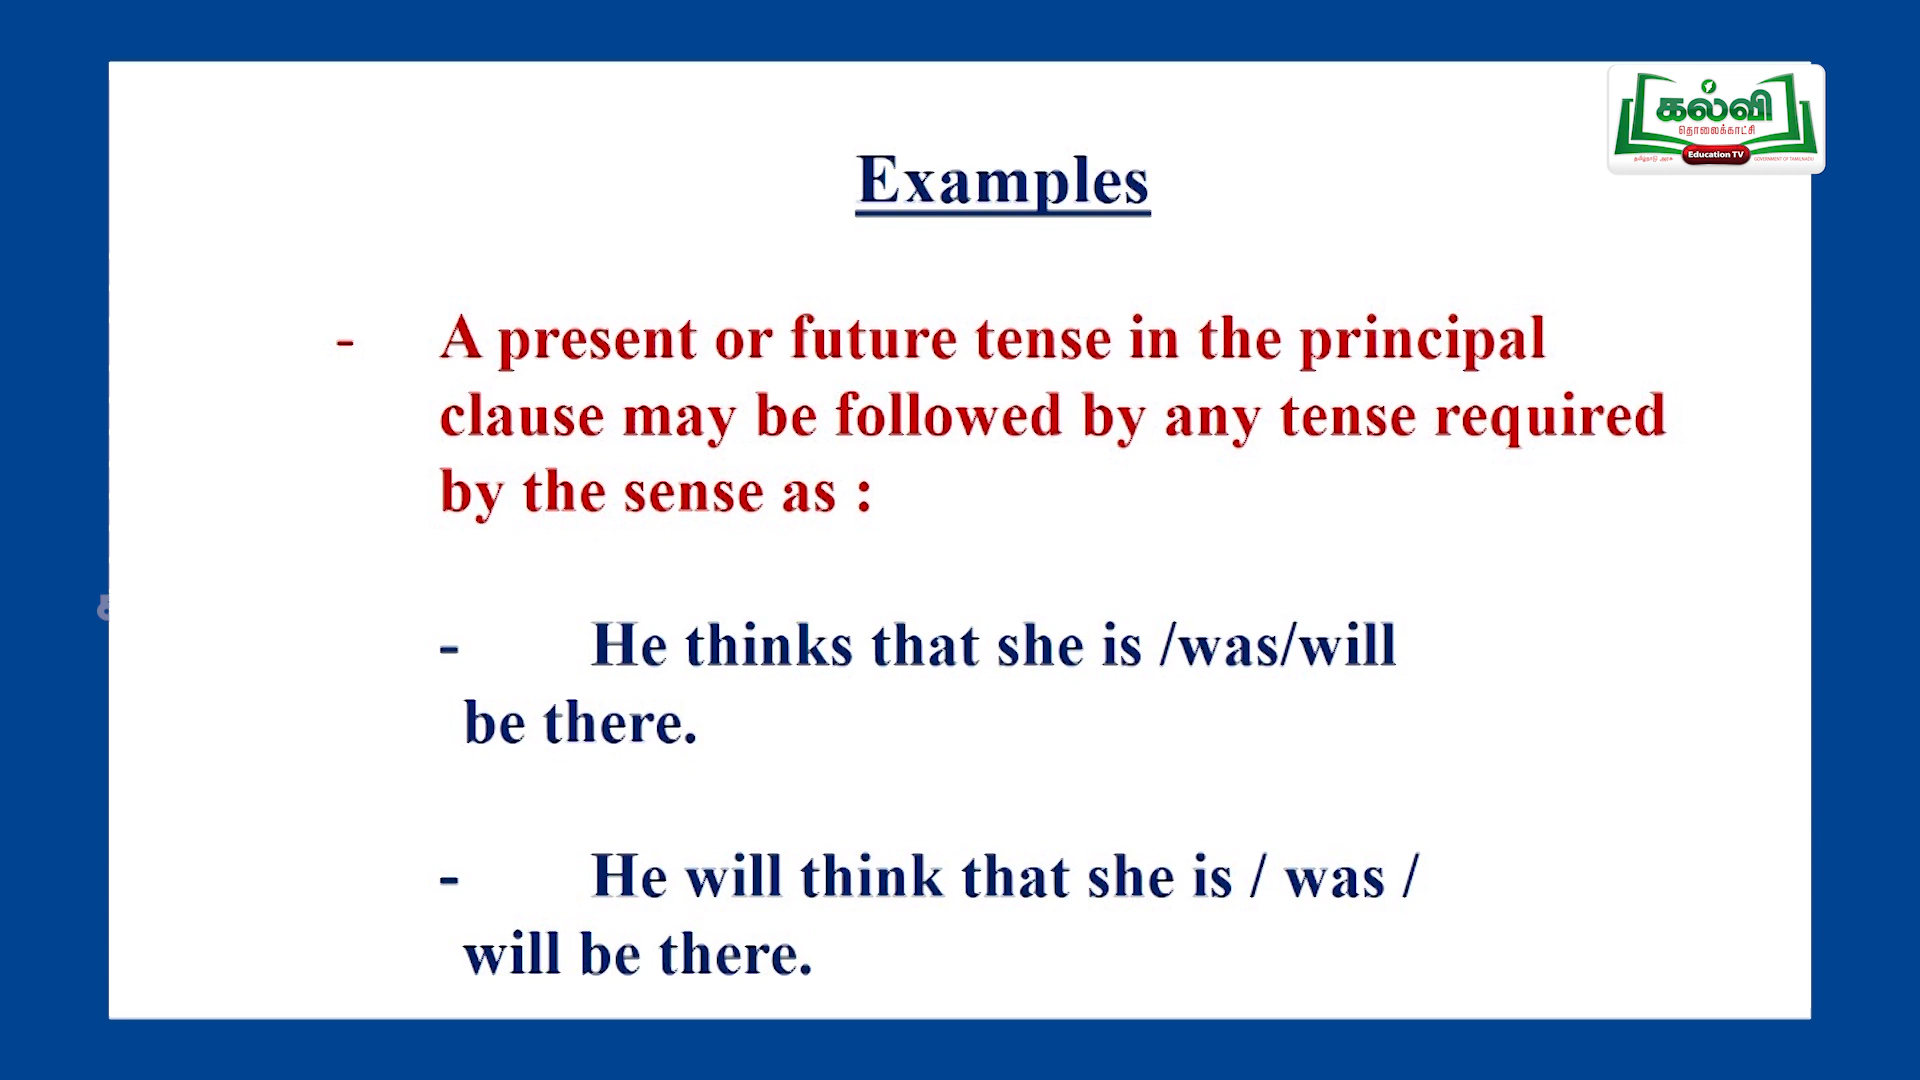 கல்வி
தொலைக்காட்சி
தமிழ்நாடு அரசு Education TV GOVERNMENT OF TAMILNADU
Examples
- A present or future tense in the principal
clause may be followed by any tense required
by the sense as :
- He thinks that she is /was/will
be there.
- He will think that she is / was /
will be there.